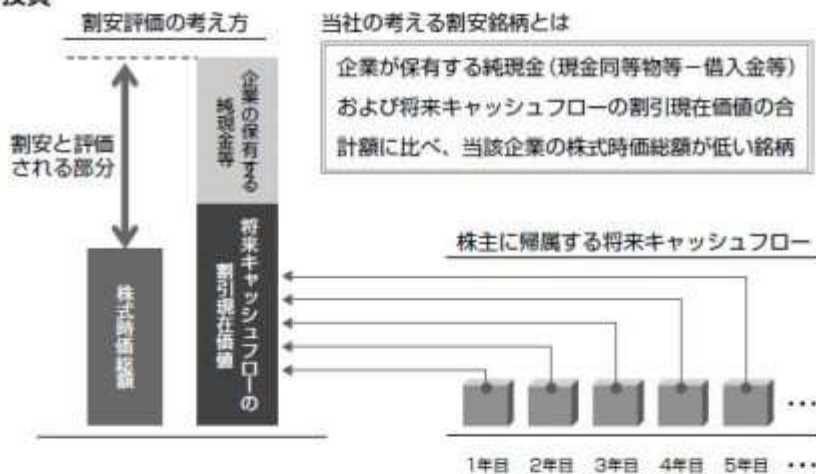 投資
割安評価の考え方
当社の考える割安銘柄とは
企業が保有する純現金(現金同等物等－借入金等)
および将来キャッシュフローの割引現在価値の合
計額に比べ、当該企業の株式時価総額が低い銘柄
割安と評価
される部分
企業の保有する
純現金等
将来キャッシュフローの
割引現在価値
株式時価総額
株主に帰属する将来キャッシュフロー
1年目 2年目 3年目 4年目 5年目 …
…